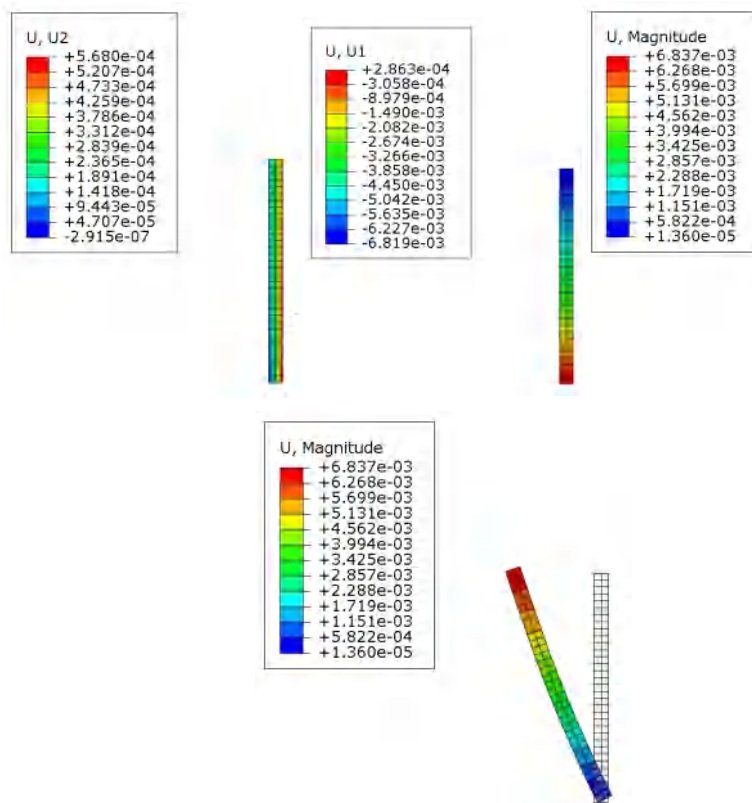 U, U2
+5.680e-04
+5.207e-04
+4.733e-04
+4.259e-04
+3.786e-04
+3.312e-04
+2.839e-04
+2.365e-04
+1.891e-04
+1.418e-04
+9.443e-05
+4.707e-05
-2.915e-07
U, U1
+2.863e-04
-3.058e-04
-8.979e-04
-1.490e-03
-2.082e-03
-2.674e-03
-3.266e-03
-3.858e-03
-4.450e-03
-5.042e-03
-5.635e-03
-6.227e-03
-6.819e-03
U, Magnitude
+6.837e-03
+6.268e-03
+5.699e-03
+5.131e-03
+4.562e-03
+3.994e-03
+3.425e-03
+2.857e-03
+2.288e-03
+1.719e-03
+1.151e-03
+5.822e-04
+1.360e-05
U, Magnitude
+6.837e-03
+6.268e-03
+5.699e-03
+5.131e-03
+4.562e-03
+3.994e-03
+3.425e-03
+2.857e-03
+2.288e-03
+1.719e-03
+1.151e-03
+5.822e-04
+1.360e-05